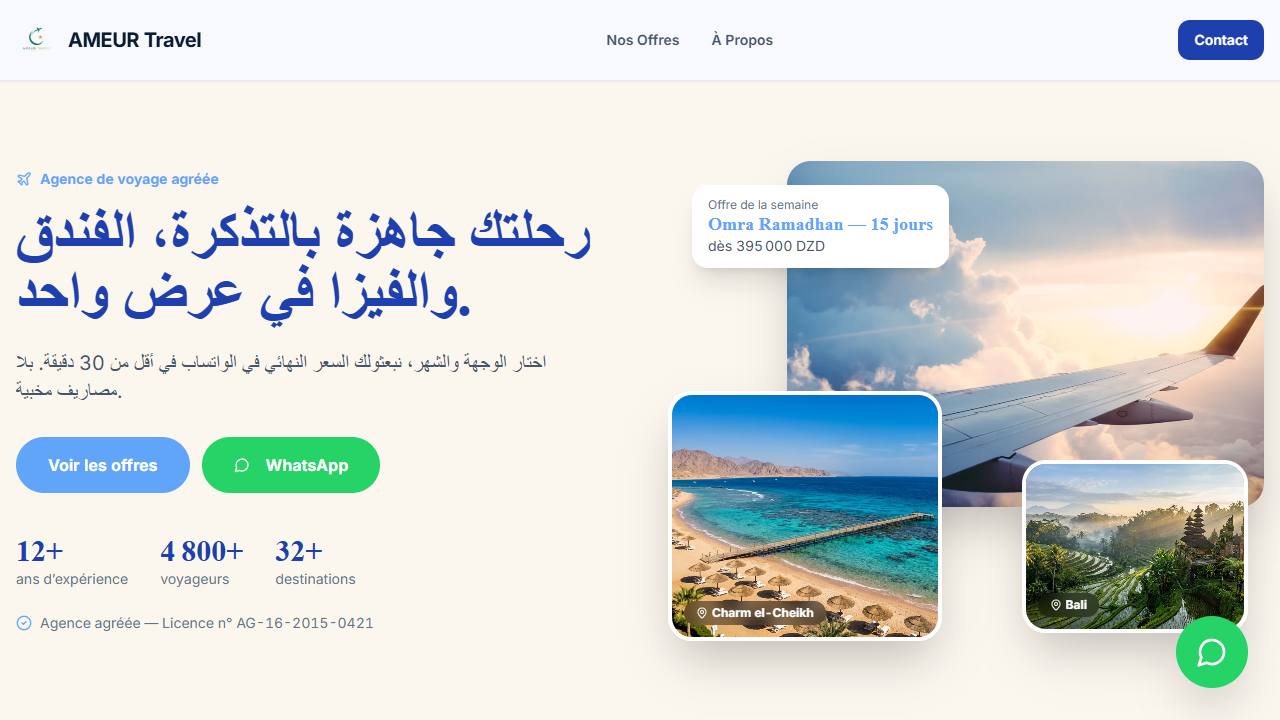 AMEUR Travel
Nos Offres
À Propos
Contact
Agence de voyage agréée
رحلتك جاهزة بالتذكرة، الفندق
والفيزا في عرض واحد.
اختار الوجهة والشهر، نبعثولك السعر النهائي في الواتساب في أقل من 30 دقيقة. بلا
مصاريف مخبية.
Voir les offres
WhatsApp
12+
ans d’expérience
4 800+
voyageurs
32+
destinations
Agence agréée — Licence n° AG-16-2015-0421
Offre de la semaine
Omra Ramadhan — 15 jours
dès 395 000 DZD
Charm el-Cheikh
Bali